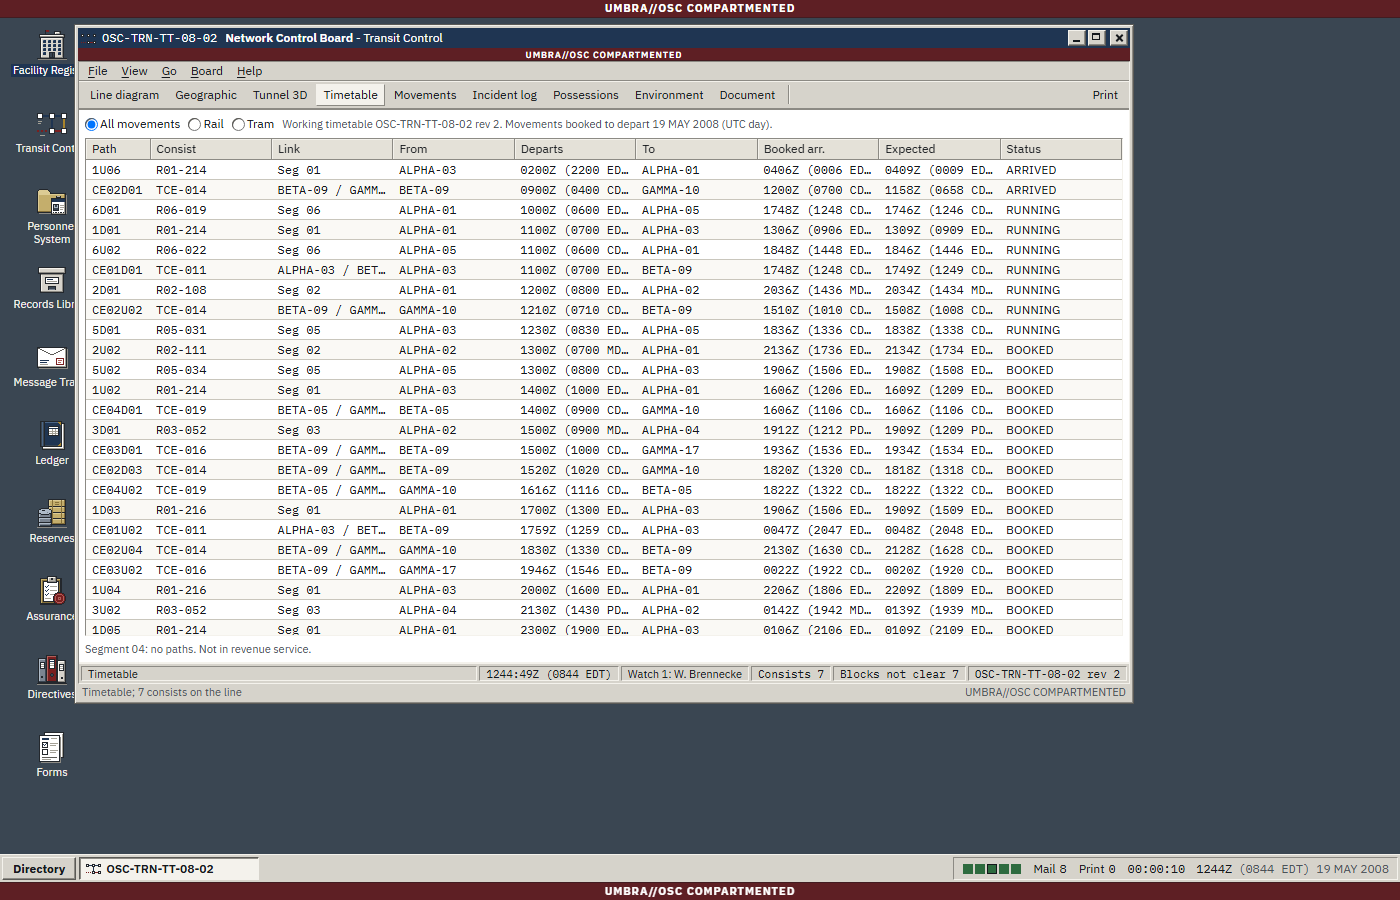 UMBRA//OSC COMPARTMENTED
OSC-TRN-TT-08-02 Network Control Board - Transit Control
UMBRA//OSC COMPARTMENTED
File View Go Board Help
Line diagram Geographic Tunnel 3D Timetable Movements Incident log Possessions Environment Document Print
All movements Rail Tram Working timetable OSC-TRN-TT-08-02 rev 2. Movements booked to depart 19 MAY 2008 (UTC day).
Path Consist Link From Departs To Booked arr. Expected Status
1U06 R01-214 Seg 01 ALPHA-03 0200Z (2200 ED… ALPHA-01 0406Z (0006 ED… 0409Z (0009 ED… ARRIVED
CE02D01 TCE-014 BETA-09 / GAMM… BETA-09 0900Z (0400 CD… GAMMA-10 1200Z (0700 CD… 1158Z (0658 CD… ARRIVED
6D01 R06-019 Seg 06 ALPHA-01 1000Z (0600 ED… ALPHA-05 1748Z (1248 CD… 1746Z (1246 CD… RUNNING
1D01 R01-214 Seg 01 ALPHA-01 1100Z (0700 ED… ALPHA-03 1306Z (0906 ED… 1309Z (0909 ED… RUNNING
6U02 R06-022 Seg 06 ALPHA-05 1100Z (0600 CD… ALPHA-01 1848Z (1448 ED… 1846Z (1446 ED… RUNNING
CE01D01 TCE-011 ALPHA-03 / BET… ALPHA-03 1100Z (0700 ED… BETA-09 1748Z (1248 CD… 1749Z (1249 CD… RUNNING
2D01 R02-108 Seg 02 ALPHA-01 1200Z (0800 ED… ALPHA-02 2036Z (1436 MD… 2034Z (1434 MD… RUNNING
CE02U02 TCE-014 BETA-09 / GAMM… GAMMA-10 1210Z (0710 CD… BETA-09 1510Z (1010 CD… 1508Z (1008 CD… RUNNING
5D01 R05-031 Seg 05 ALPHA-03 1230Z (0830 ED… ALPHA-05 1836Z (1336 CD… 1838Z (1338 CD… RUNNING
2U02 R02-111 Seg 02 ALPHA-02 1300Z (0700 MD… ALPHA-01 2136Z (1736 ED… 2134Z (1734 ED… BOOKED
5U02 R05-034 Seg 05 ALPHA-05 1300Z (0800 CD… ALPHA-03 1906Z (1506 ED… 1908Z (1508 ED… BOOKED
1U02 R01-214 Seg 01 ALPHA-03 1400Z (1000 ED… ALPHA-01 1606Z (1206 ED… 1609Z (1209 ED… BOOKED
CE04D01 TCE-019 BETA-05 / GAMM… BETA-05 1400Z (0900 CD… GAMMA-10 1606Z (1106 CD… 1606Z (1106 CD… BOOKED
3D01 R03-052 Seg 03 ALPHA-02 1500Z (0900 MD… ALPHA-04 1912Z (1212 PD… 1909Z (1209 PD… BOOKED
CE03D01 TCE-016 BETA-09 / GAMM… BETA-09 1500Z (1000 CD… GAMMA-17 1936Z (1536 ED… 1934Z (1534 ED… BOOKED
CE02D03 TCE-014 BETA-09 / GAMM… BETA-09 1520Z (1020 CD… GAMMA-10 1820Z (1320 CD… 1818Z (1318 CD… BOOKED
CE04U02 TCE-019 BETA-05 / GAMM… GAMMA-10 1616Z (1116 CD… BETA-05 1822Z (1322 CD… 1822Z (1322 CD… BOOKED
1D03 R01-216 Seg 01 ALPHA-01 1700Z (1300 ED… ALPHA-03 1906Z (1506 ED… 1909Z (1509 ED… BOOKED
CE01U02 TCE-011 ALPHA-03 / BET… BETA-09 1759Z (1259 CD… ALPHA-03 0047Z (2047 ED… 0048Z (2048 ED… BOOKED
CE02U04 TCE-014 BETA-09 / GAMM… GAMMA-10 1830Z (1330 CD… BETA-09 2130Z (1630 CD… 2128Z (1628 CD… BOOKED
CE03U02 TCE-016 BETA-09 / GAMM… GAMMA-17 1946Z (1546 ED… BETA-09 0022Z (1922 CD… 0020Z (1920 CD… BOOKED
1U04 R01-216 Seg 01 ALPHA-03 2000Z (1600 ED… ALPHA-01 2206Z (1806 ED… 2209Z (1809 ED… BOOKED
3U02 R03-052 Seg 03 ALPHA-04 2130Z (1430 PD… ALPHA-02 0142Z (1942 MD… 0139Z (1939 MD… BOOKED
1D05 R01-214 Seg 01 ALPHA-01 2300Z (1900 ED… ALPHA-03 0106Z (2106 ED… 0109Z (2109 ED… BOOKED
Segment 04: no paths. Not in revenue service.
Timetable 1244:49Z (0844 EDT) Watch 1: W. Brennecke Consists 7 Blocks not clear 7 OSC-TRN-TT-08-02 rev 2
Timetable; 7 consists on the line UMBRA//OSC COMPARTMENTED
Facility Regis
Transit Cont
Personne
System
Records Libr
Message Tra
Ledger
Reserves
Assurance
Directives
Forms
Directory OSC-TRN-TT-08-02 Mail 8 Print 0 00:00:10 1244Z (0844 EDT) 19 MAY 2008
UMBRA//OSC COMPARTMENTED